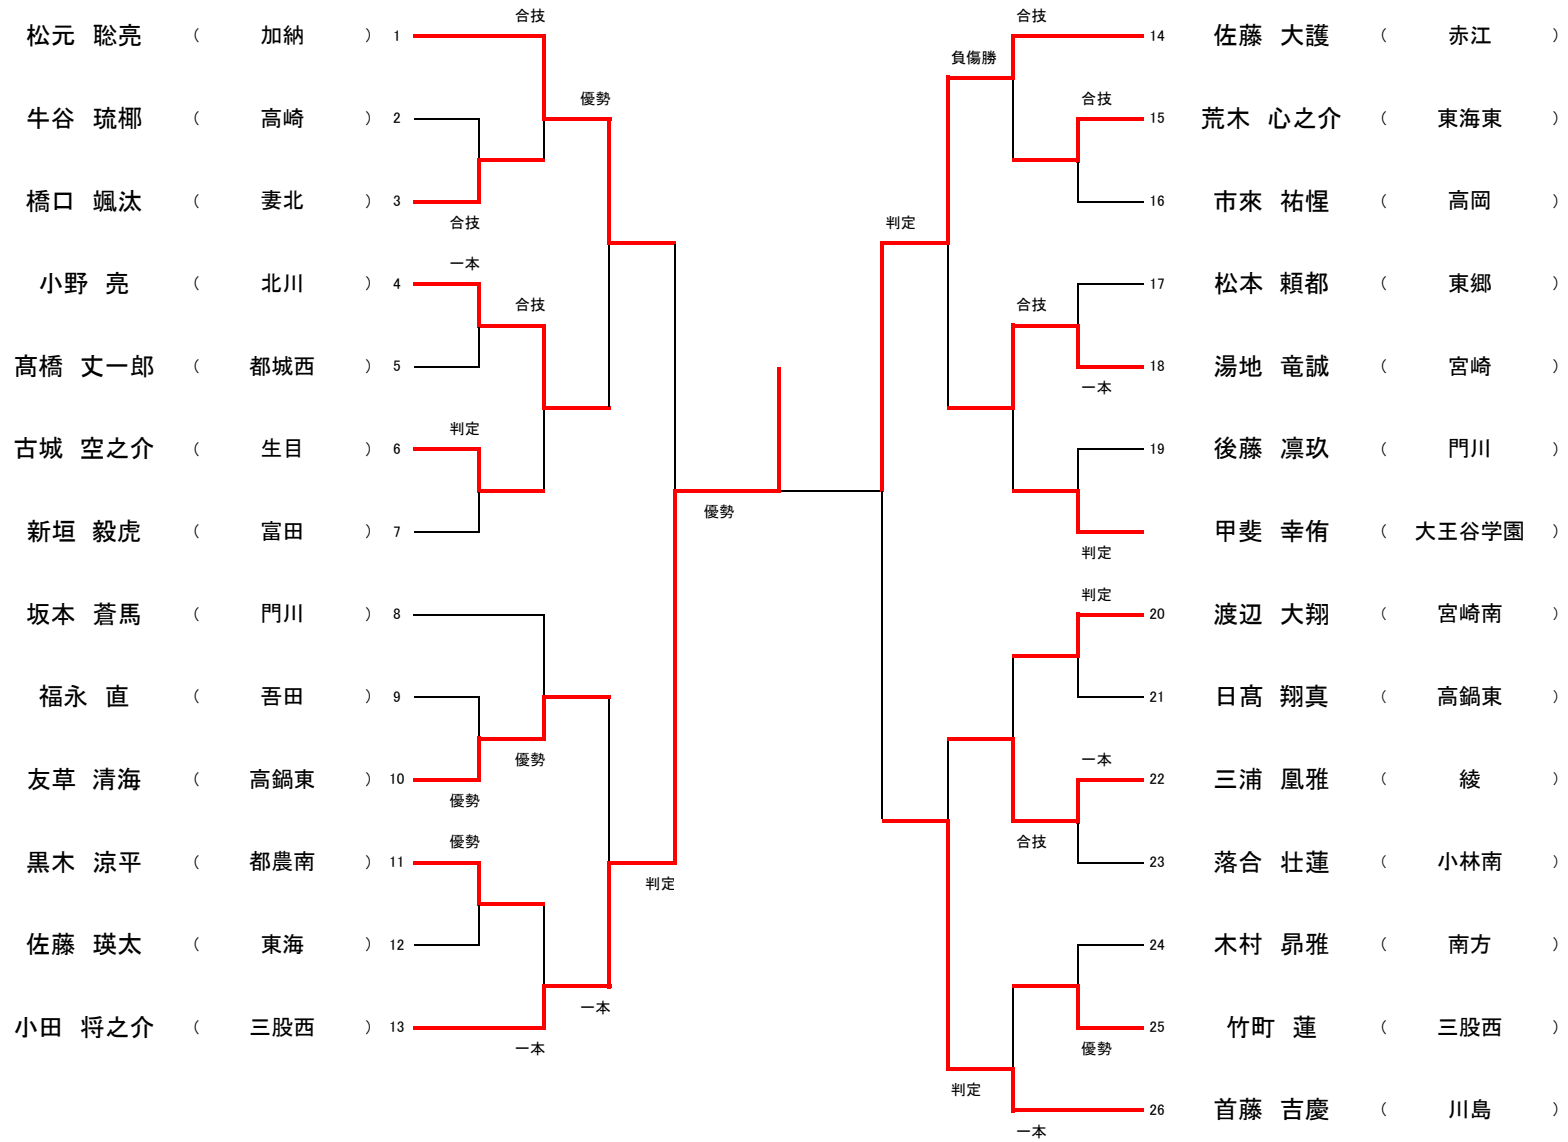 合技 合技
松元 聡亮 ( 加納 ) 1 14 佐藤 大護 ( 赤江 )
負傷勝
優勢 合技
牛谷 琉椰 ( 高崎 ) 2 15 荒木 心之介 ( 東海東 )
橋口 颯汰 ( 妻北 ) 3 16 市來 祐惺 ( 高岡 )
合技 判定
一本
小野 亮 ( 北川 ) 4 17 松本 頼都 ( 東郷 )
合技 合技
髙橋 丈一郎 ( 都城西 ) 5 18 湯地 竜誠 ( 宮崎 )
一本
判定
古城 空之介 ( 生目 ) 6 19 後藤 凛玖 ( 門川 )
優勢
新垣 毅虎 ( 富田 ) 7 甲斐 幸侑 ( 大王谷学園 )
判定
判定
坂本 蒼馬 ( 門川 ) 8 20 渡辺 大翔 ( 宮崎南 )
福永 直 ( 吾田 ) 9 21 日髙 翔真 ( 高鍋東 )
優勢 一本
友草 清海 ( 高鍋東 ) 10 22 三浦 凰雅 ( 綾 )
優勢
優勢 合技
黒木 涼平 ( 都農南 ) 11 23 落合 壮蓮 ( 小林南 )
判定
佐藤 瑛太 ( 東海 ) 12 24 木村 昴雅 ( 南方 )
一本
小田 将之介 ( 三股西 ) 13 25 竹町 蓮 ( 三股西 )
一本 優勢
判定
26 首藤 吉慶 ( 川島 )
一本